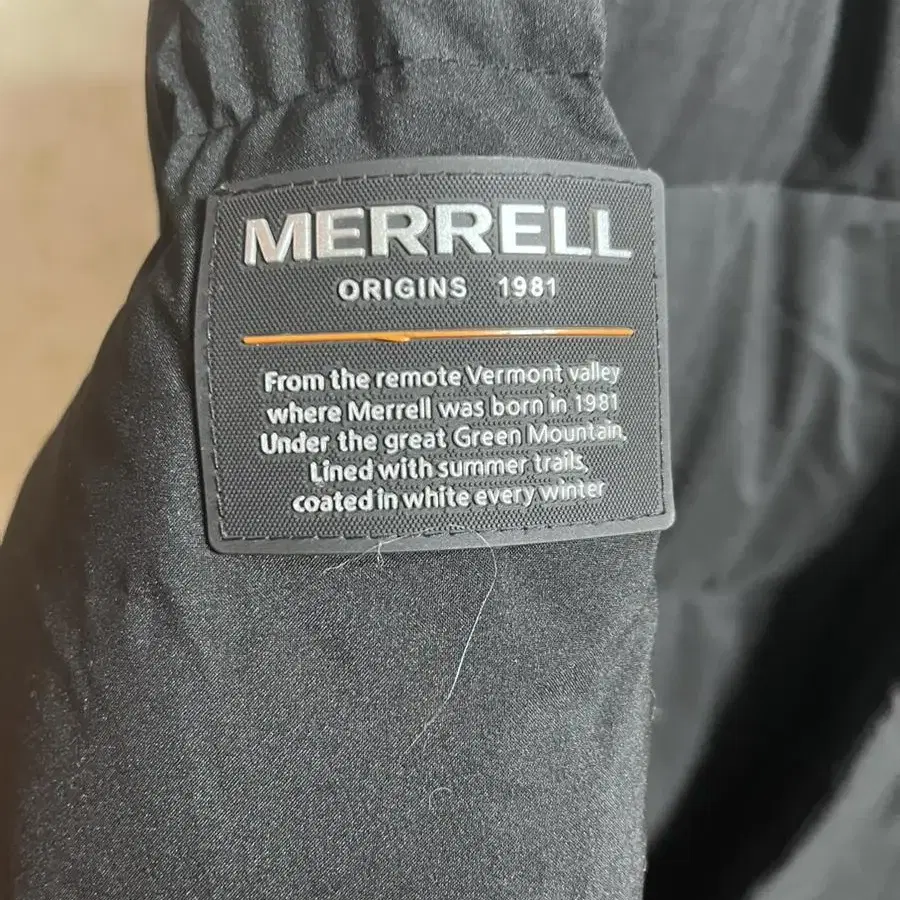 MERRELL
ORIGINS 1981
From the remote Vermont valley
where Merrell was born in 1981
Under the great Green Mountain,
Lined with summer trails,
coated in white every winter